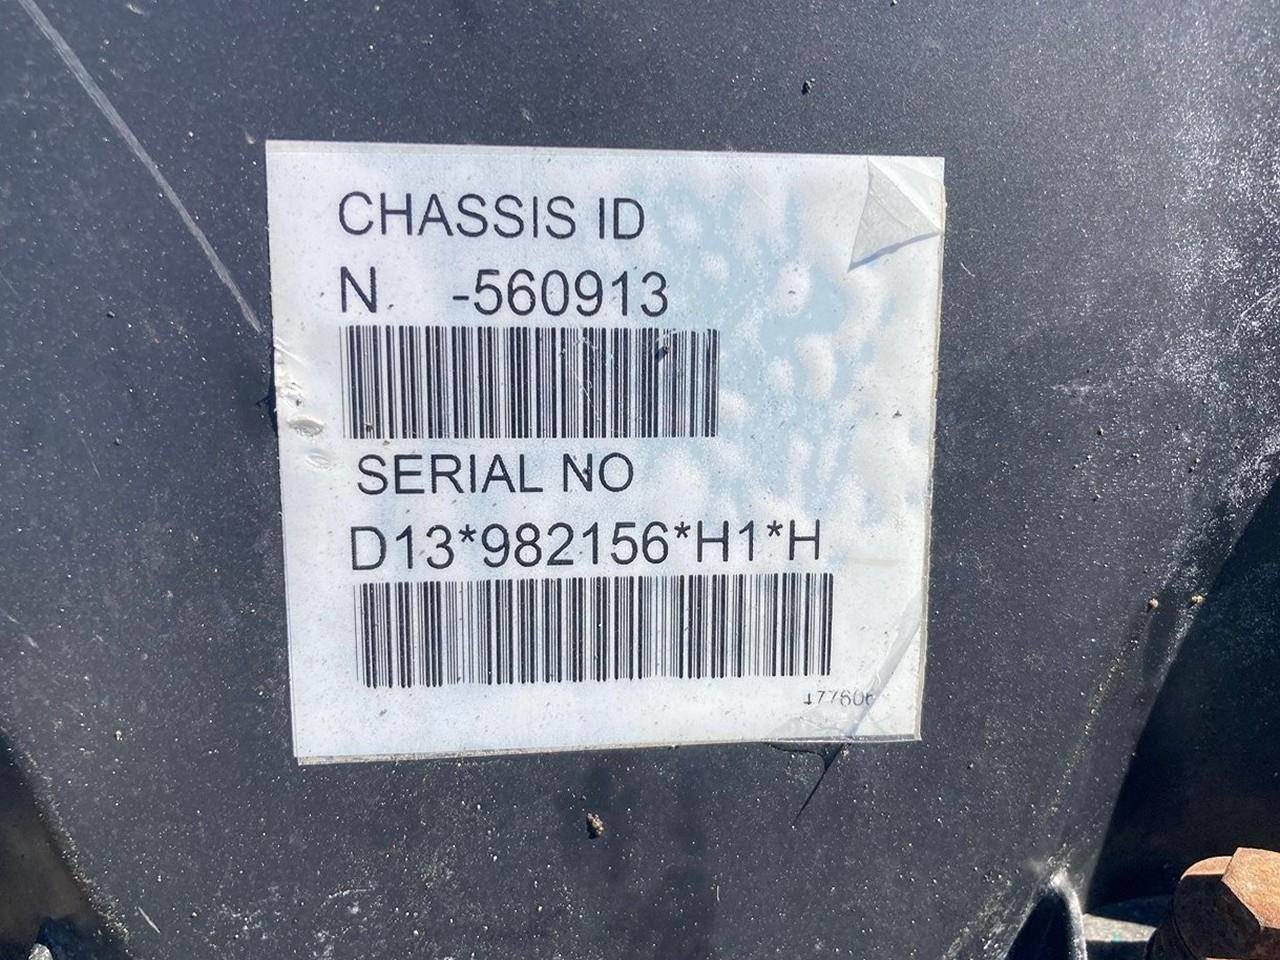 CHASSIS ID
N -560913
SERIAL NO
D13*982156*H1*H